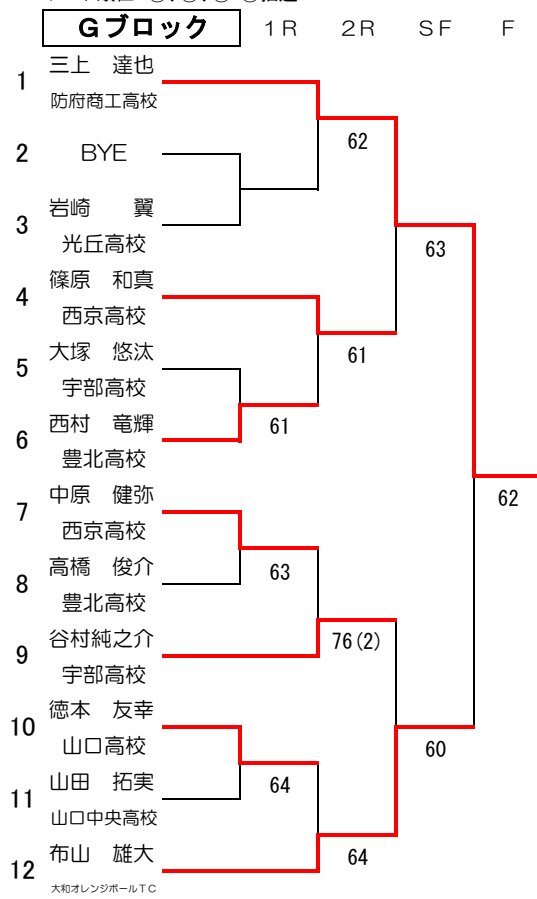 Gブロック 1R 2R SF F
1 三上 達也
防府商工高校
62
2 BYE
3 岩崎 翼
光丘高校
63
4 篠原 和真
西京高校
5 大塚 悠汰
61
宇部高校
6 西村 竜輝
61
豊北高校
7 中原 健弥
62
西京高校
8 高橋 俊介
63
豊北高校
9 谷村純之介
76(2)
宇部高校
10 徳本 友幸
山口高校
60
11 山田 拓実
64
山口中央高校
12 布山 雄大
64
大和オレンジボールTC